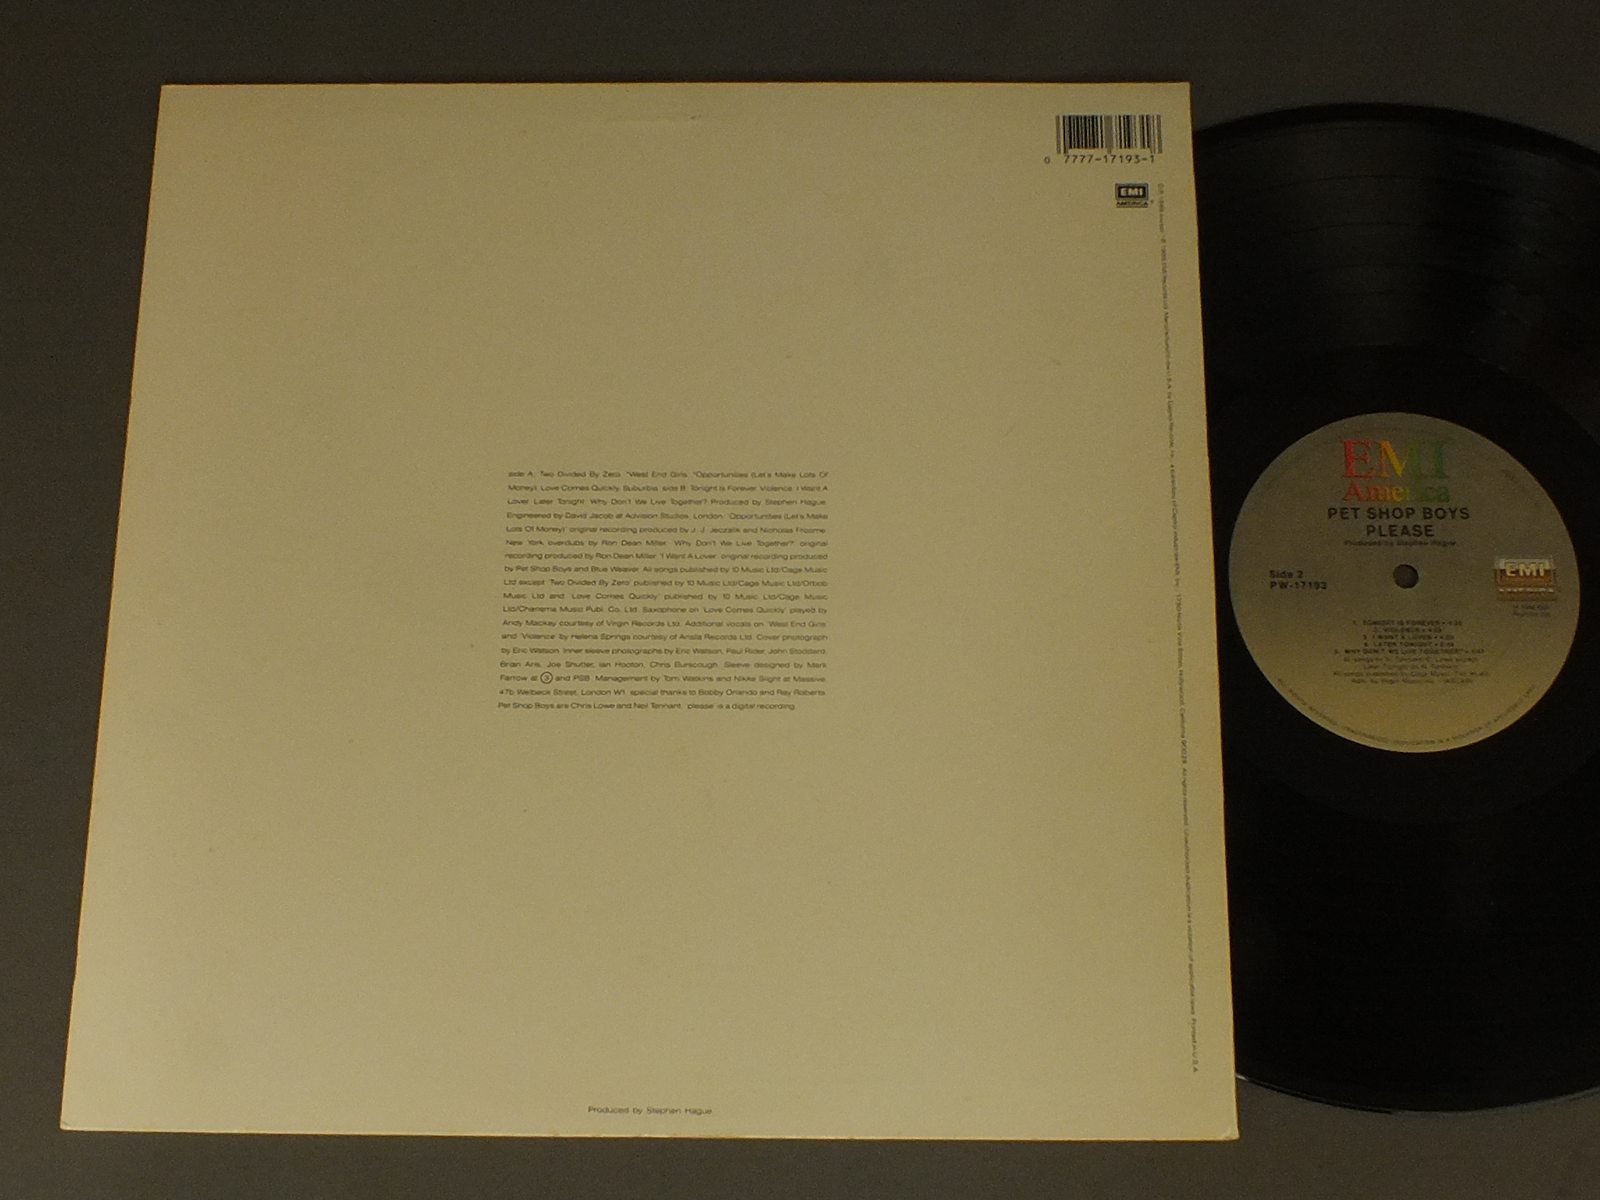 0 7777-17193-1
EMI
AMERICA
side A: Two Divided By Zero. *West End Girls. *Opportunities (Let's Make Lots Of
Money). Love Comes Quickly. Suburbia. side B: Tonight Is Forever. Violence. I Want A
Lover. Later Tonight. Why Don't We Live Together? Produced by Stephen Hague.
Engineered by David Jacob at Advision Studios, London. 'Opportunities (Let's Make
Lots Of Money)' original recording produced by J. J. Jeczalik and Nicholas Froome.
New York overdubs by Ron Dean Miller. 'Why Don't We Live Together?' original
recording produced by Ron Dean Miller. 'I Want A Lover' original recording produced
by Pet Shop Boys and Blue Weaver. All songs published by 10 Music Ltd/Cage Music
Ltd except 'Two Divided By Zero' published by 10 Music Ltd/Cage Music Ltd/Orbob
Music Ltd and 'Love Comes Quickly' published by 10 Music Ltd/Cage Music
Ltd/Charisma Music Publ. Co. Ltd. Saxophone on 'Love Comes Quickly' played by
Andy Mackay courtesy of Virgin Records Ltd. Additional vocals on 'West End Girls'
and 'Violence' by Helena Springs courtesy of Arista Records Ltd. Cover photograph
by Eric Watson. Inner sleeve photographs by Eric Watson, Paul Rider, John Stoddart,
Brian Aris, Joe Shutter, Ian Hooton, Chris Burscough. Sleeve designed by Mark
Farrow at 3 and PSB. Management by Tom Watkins and Nikke Slight at Massive,
47b Welbeck Street, London W1. special thanks to Bobby Orlando and Ray Roberts
Pet Shop Boys are Chris Lowe and Neil Tennant. 'please' is a digital recording.
Produced by Stephen Hague
EMI
America
PET SHOP BOYS
PLEASE
Produced by Stephen Hague
Side 2
PW-17193
EMI
AMERICA
1. TONIGHT IS FOREVER
2. VIOLENCE
3. I WANT A LOVER
4. LATER TONIGHT
5. WHY DON'T WE LIVE TOGETHER?